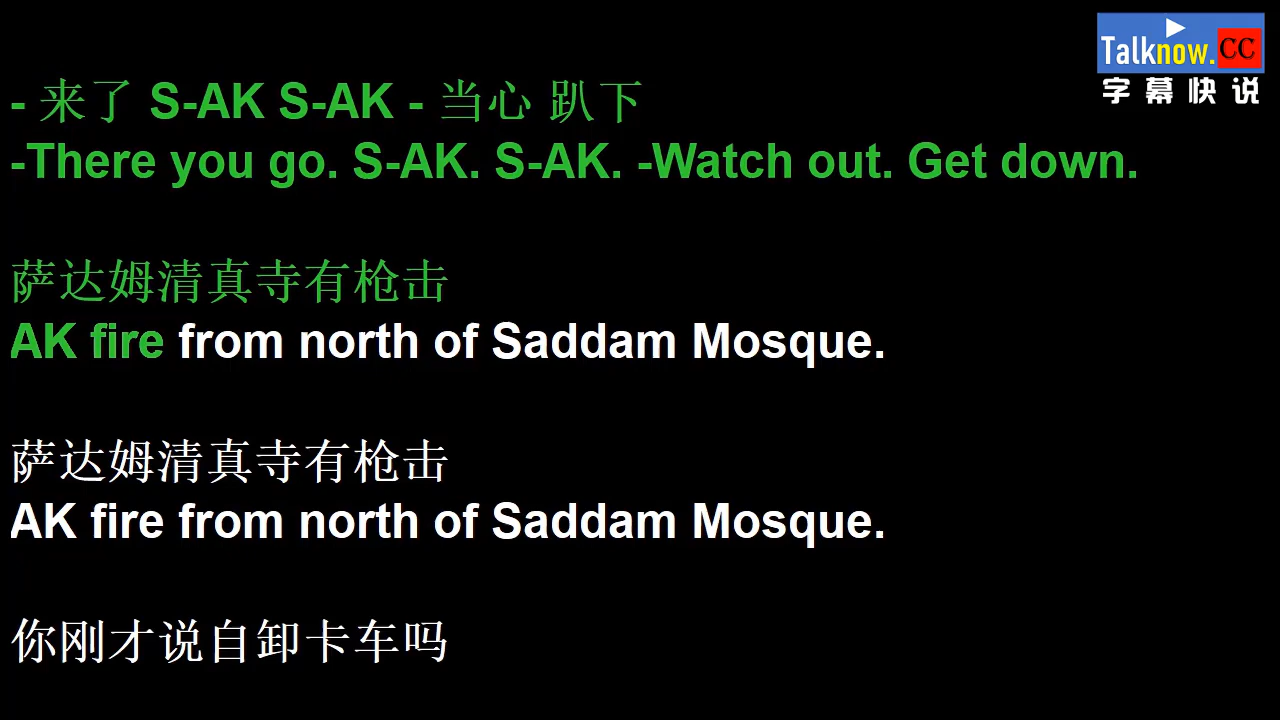 Talknow.CC
字幕快说
- 来了 S-AK S-AK - 当心 趴下
-There you go. S-AK. S-AK. -Watch out. Get down.
萨达姆清真寺有枪击
AK fire from north of Saddam Mosque.
萨达姆清真寺有枪击
AK fire from north of Saddam Mosque.
你刚才说自卸卡车吗